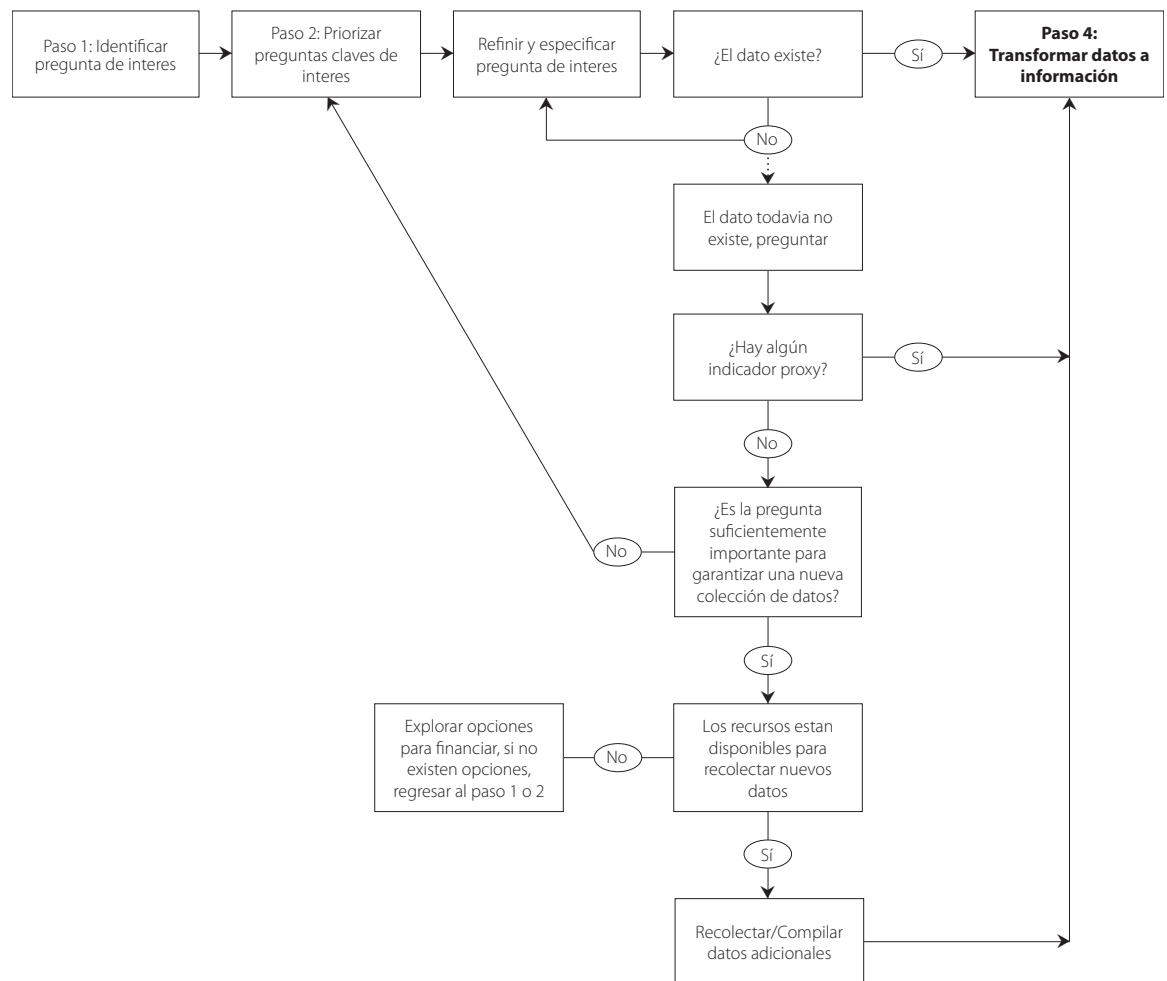 Paso 1: Identificar
pregunta de interes
Paso 2: Priorizar
preguntas claves de
interes
Refinir y especificar
pregunta de interes
¿El dato existe?
Sí
Paso 4:
Transformar datos a
información
No
El dato todavia no
existe, preguntar
¿Hay algún
indicador proxy?
Sí
No
¿Es la pregunta
suficientemente
importante para
garantizar una nueva
colección de datos?
No
Sí
Explorar opciones
para financiar, si no
existen opciones,
regresar al paso 1 o 2
No
Los recursos estan
disponibles para
recolectar nuevos
datos
Sí
Recolectar/Compilar
datos adicionales